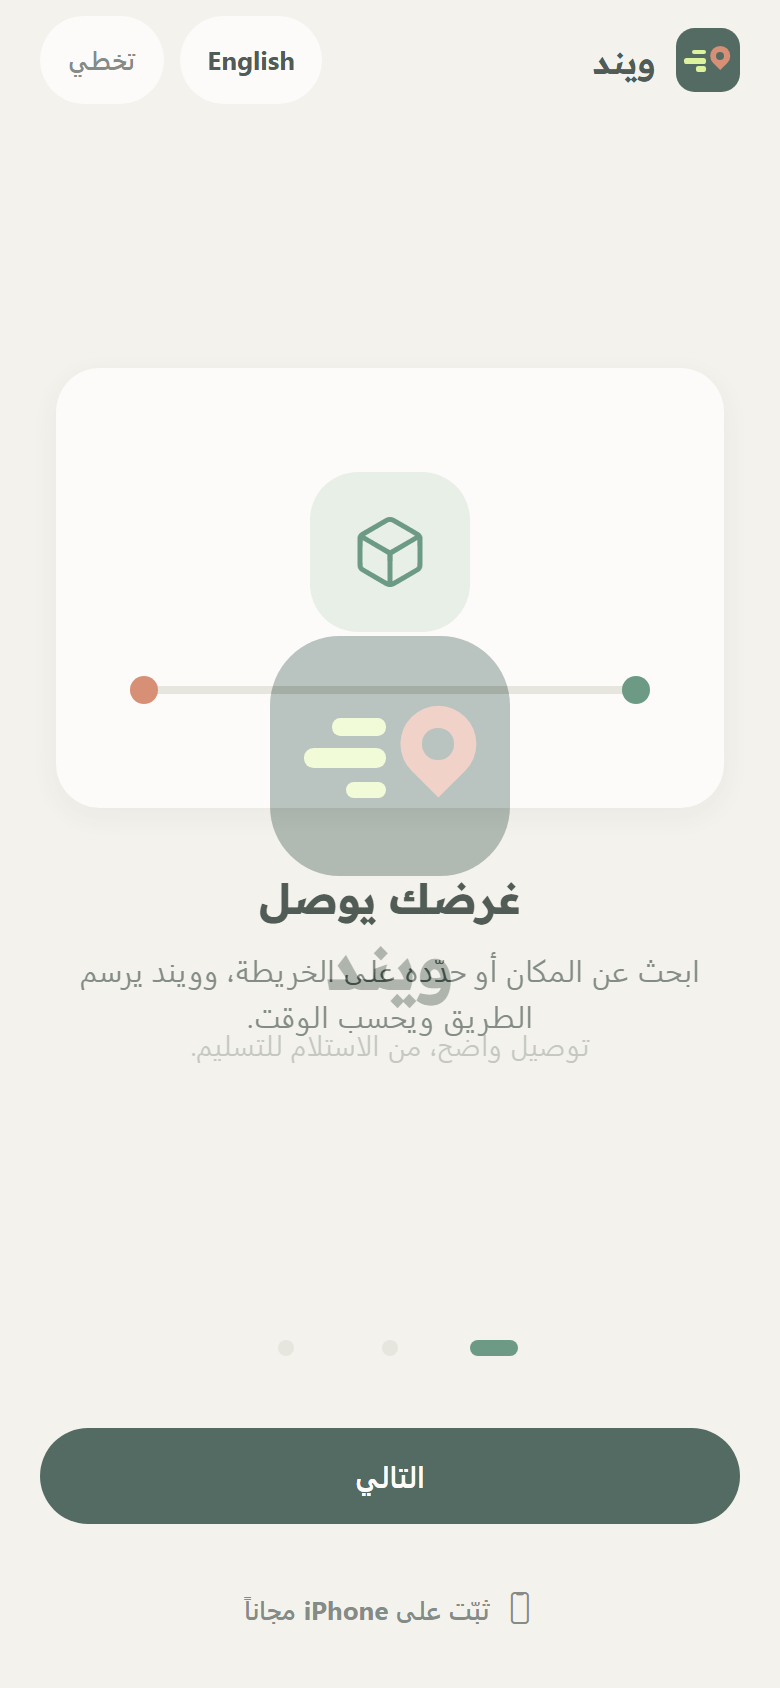 ويند
English
تخطي
غرضك يوصل
ويند
ابحث عن المكان أو حدّده على الخريطة، وويند يرسم
الطريق ويحسب الوقت.
توصيل واضح، من الاستلام للتسليم.
التالي
ثبّت على iPhone مجاناً